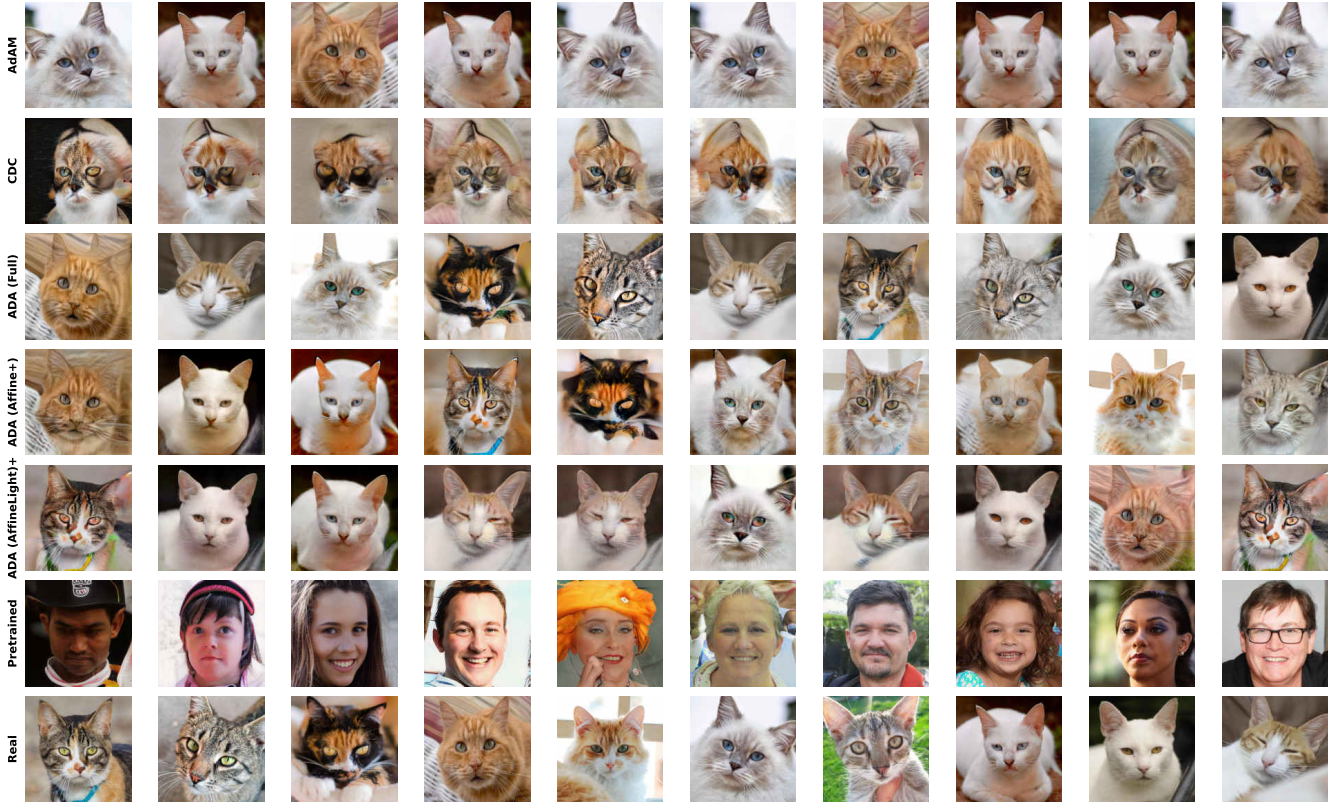 AdAM
CDC
ADA (Full)
ADA (Affine+)
ADA (AffineLight)+
Pretrained
Real